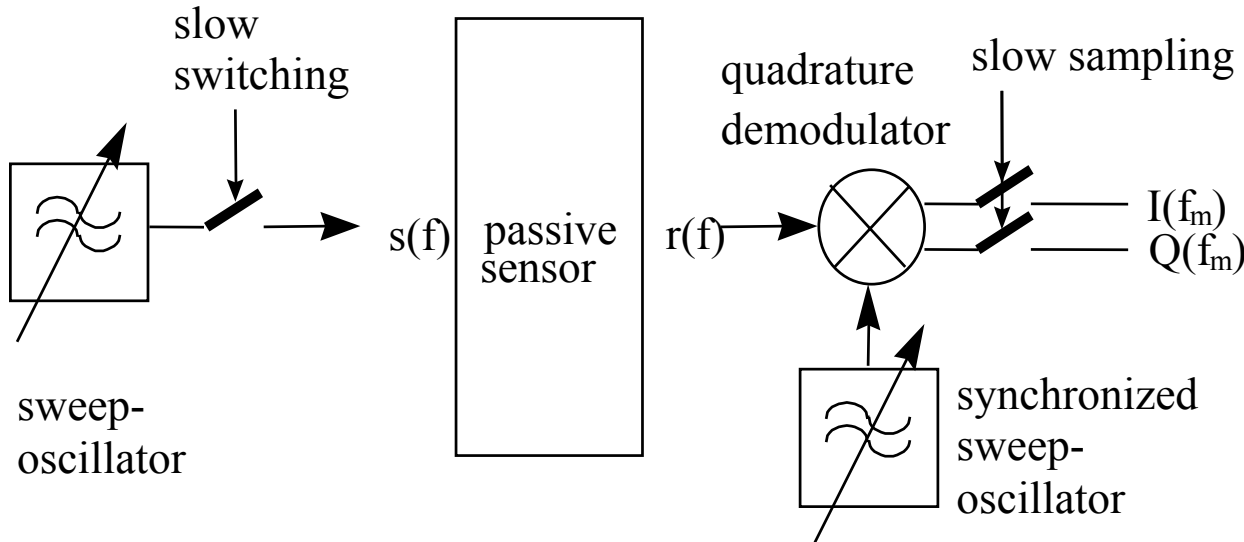 slow
switching
quadrature
demodulator
slow sampling
s(f)
passive
sensor
r(f)
I(fm)
Q(fm)
sweep-
oscillator
synchronized
sweep-
oscillator